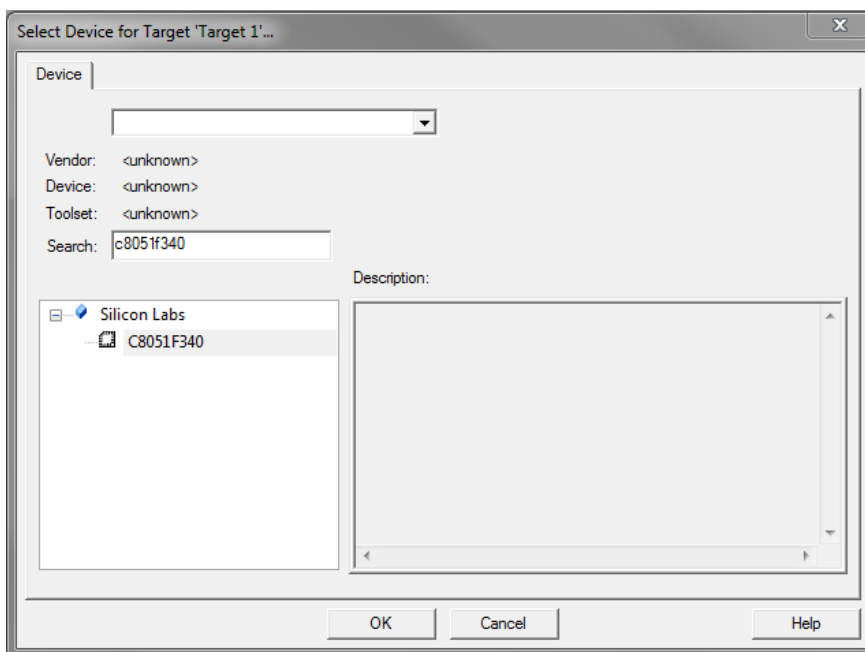 Select Device for Target 'Target 1'...
Device
Vendor: <unknown>
Device: <unknown>
Toolset: <unknown>
Search: c8051f340
Description:
Silicon Labs
C8051F340
OK Cancel Help